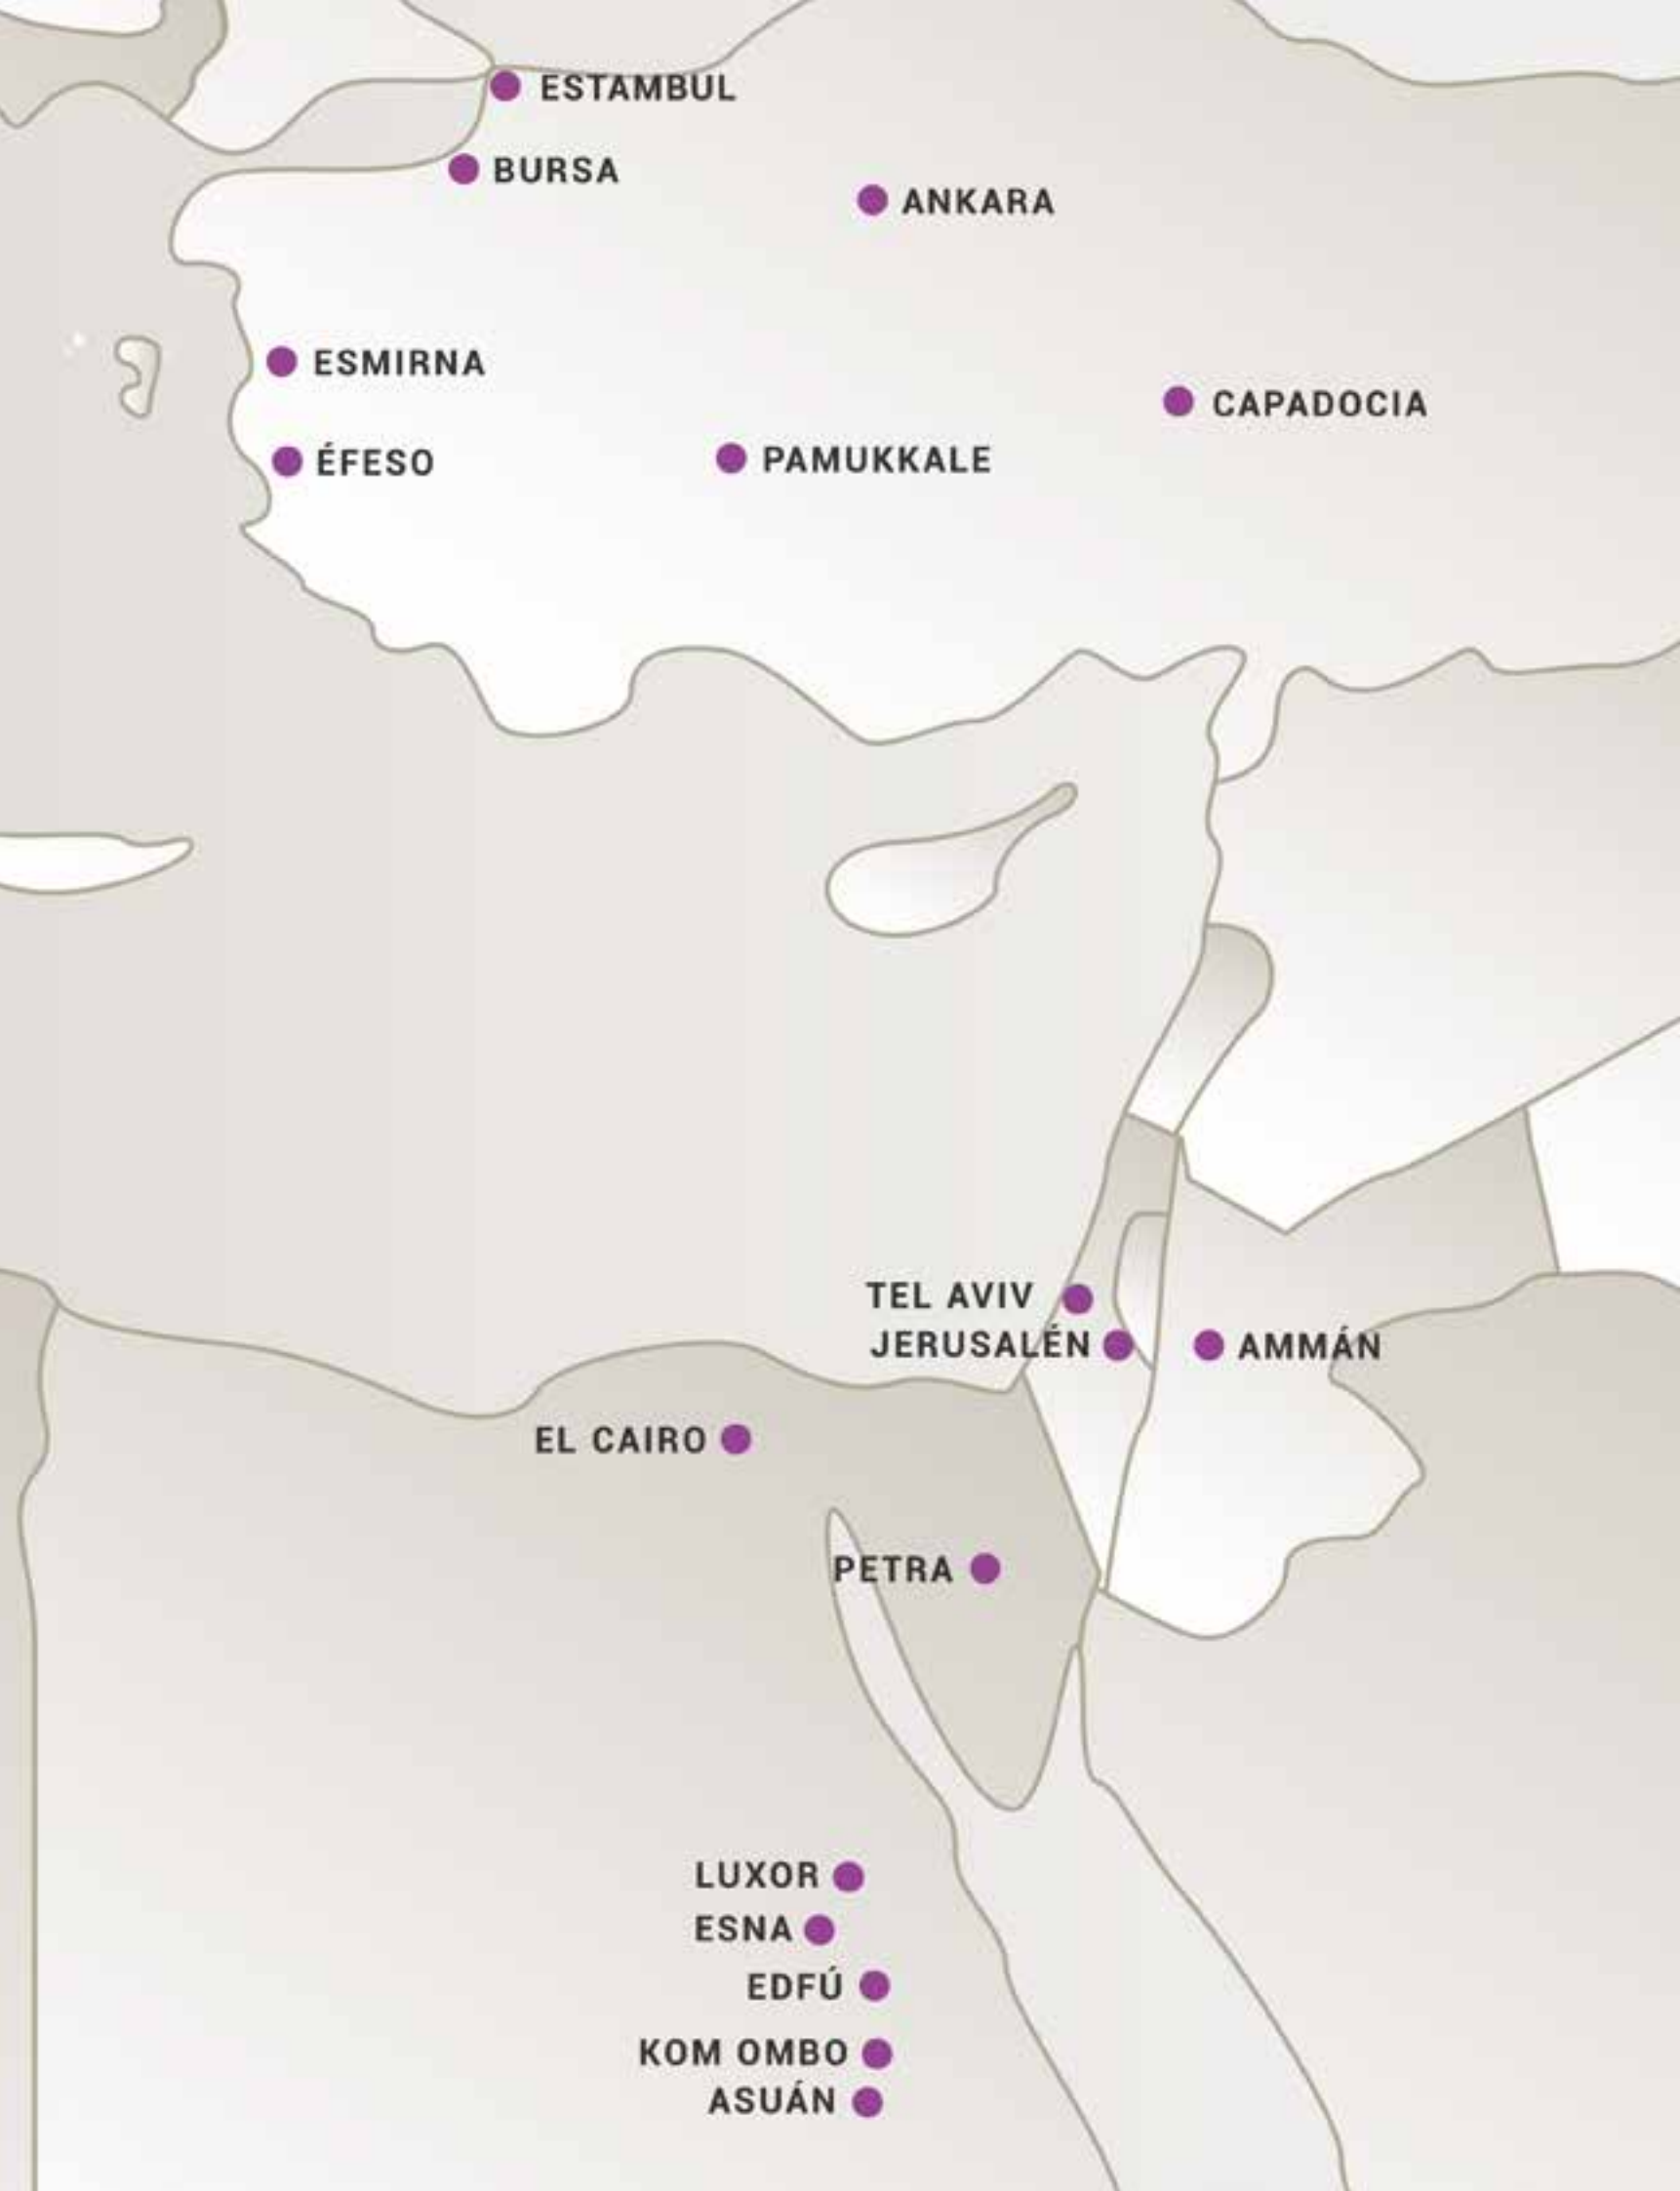 ESTAMBUL
BURSA
ANKARA
ESMIRNA
CAPADOCIA
ÉFESO
PAMUKKALE
TEL AVIV
JERUSALÉN
AMMÁN
EL CAIRO
PETRA
LUXOR
ESNA
EDFÚ
KOM OMBO
ASUÁN